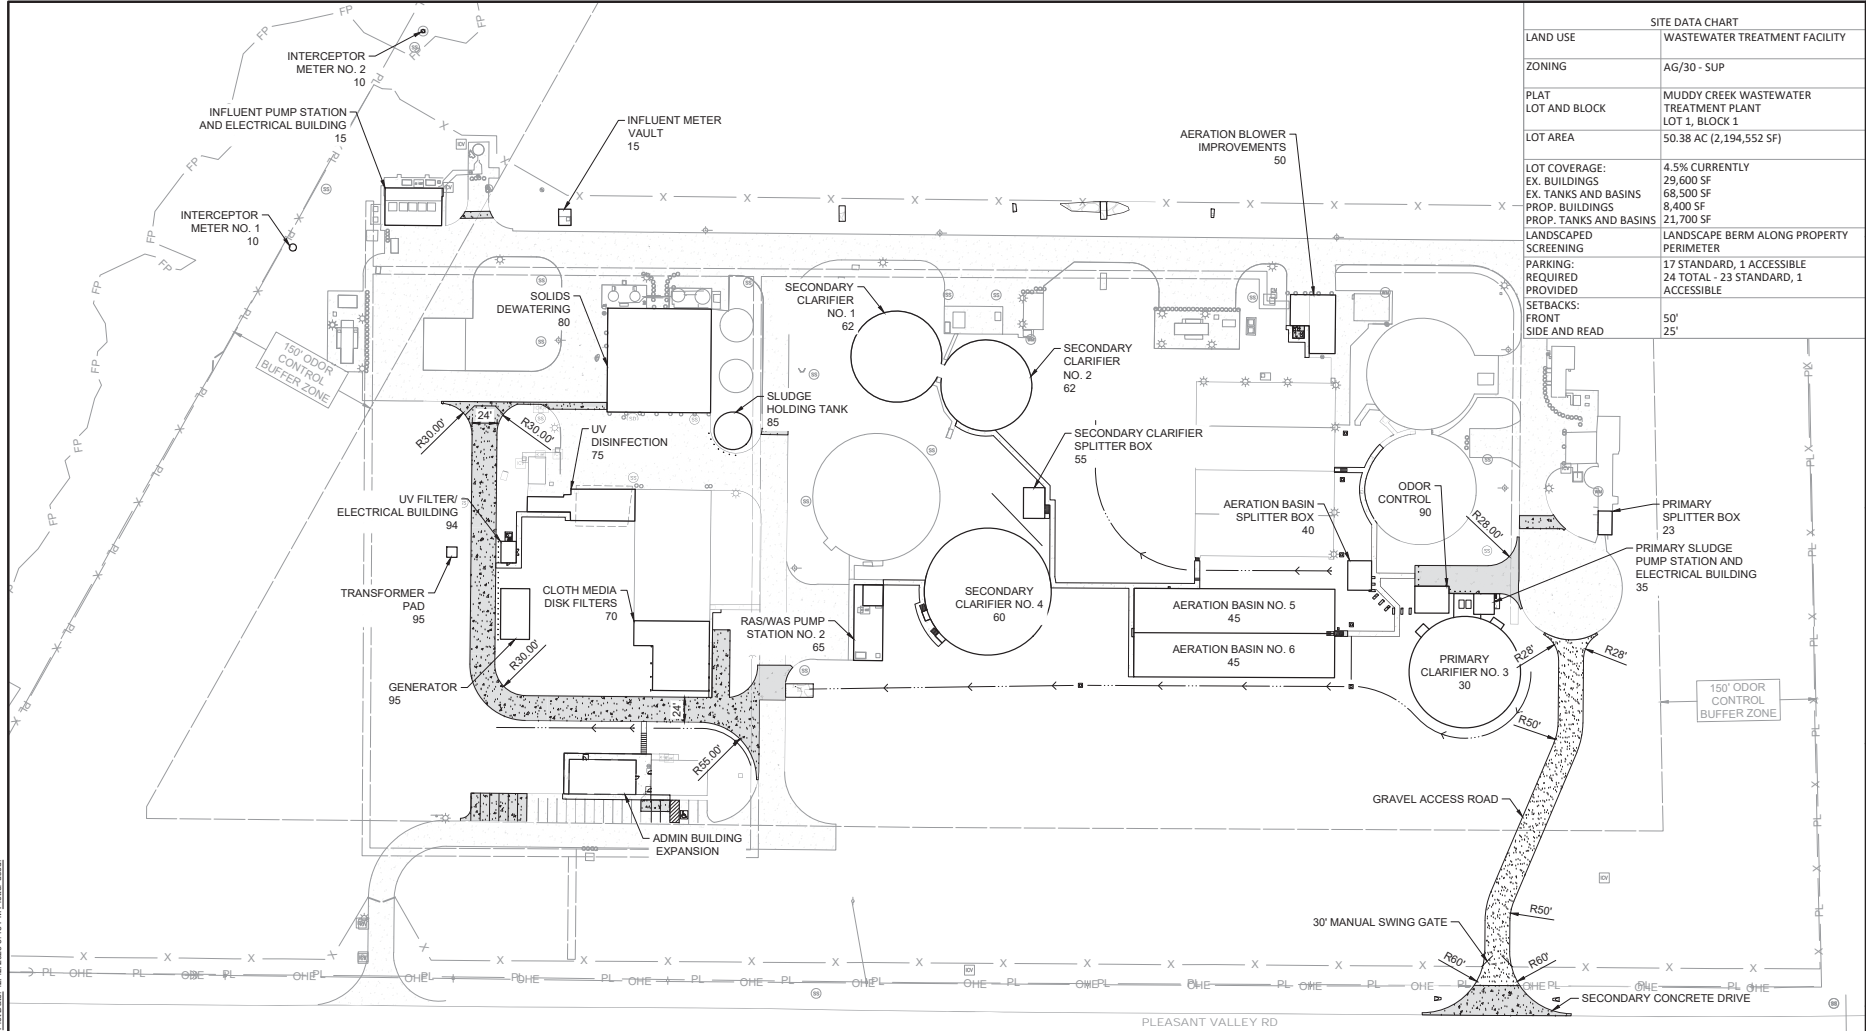 SITE DATA CHART
LAND USE WASTEWATER TREATMENT FACILITY
ZONING AG/30 - SUP
PLAT MUDDY CREEK WASTEWATER
LOT AND BLOCK TREATMENT PLANT
LOT 1, BLOCK 1
LOT AREA 50.38 AC (2,194,552 SF)
LOT COVERAGE: 4.5% CURRENTLY
EX. BUILDINGS 29,600 SF
EX. TANKS AND BASINS 68,500 SF
PROP. BUILDINGS 8,400 SF
PROP. TANKS AND BASINS 21,700 SF
LANDSCAPED LANDSCAPE BERM ALONG PROPERTY
SCREENING PERIMETER
PARKING: 17 STANDARD, 1 ACCESSIBLE
REQUIRED 24 TOTAL - 23 STANDARD, 1
PROVIDED ACCESSIBLE
SETBACKS:
FRONT 50'
SIDE AND READ 25'
INTERCEPTOR
METER NO. 2
10
INFLUENT PUMP STATION
AND ELECTRICAL BUILDING
15
INFLUENT METER
VAULT
15
AERATION BLOWER
IMPROVEMENTS
50
INTERCEPTOR
METER NO. 1
10
SOLIDS
DEWATERING
80
SECONDARY
CLARIFIER
NO. 1
62
SECONDARY
CLARIFIER
NO. 2
62
150' ODOR
CONTROL
BUFFER ZONE
SLUDGE
HOLDING TANK
85
24'
R30.00'
R30.00'
UV
DISINFECTION
75
SECONDARY CLARIFIER
SPLITTER BOX
55
UV FILTER/
ELECTRICAL BUILDING
94
AERATION BASIN
SPLITTER BOX
40
ODOR
CONTROL
90
R28.00'
PRIMARY
SPLITTER BOX
23
PRIMARY SLUDGE
PUMP STATION AND
ELECTRICAL BUILDING
35
TRANSFORMER
PAD
95
CLOTH MEDIA
DISK FILTERS
70
RAS/WAS PUMP
STATION NO. 2
65
SECONDARY
CLARIFIER NO. 4
60
AERATION BASIN NO. 5
45
AERATION BASIN NO. 6
45
PRIMARY
CLARIFIER NO. 3
30
R28'
R28'
R30.00'
GENERATOR
95
24'
150' ODOR
CONTROL
BUFFER ZONE
R50'
R55.00'
GRAVEL ACCESS ROAD
ADMIN BUILDING
EXPANSION
R50'
30' MANUAL SWING GATE
R60'
R60'
SECONDARY CONCRETE DRIVE
PLEASANT VALLEY RD